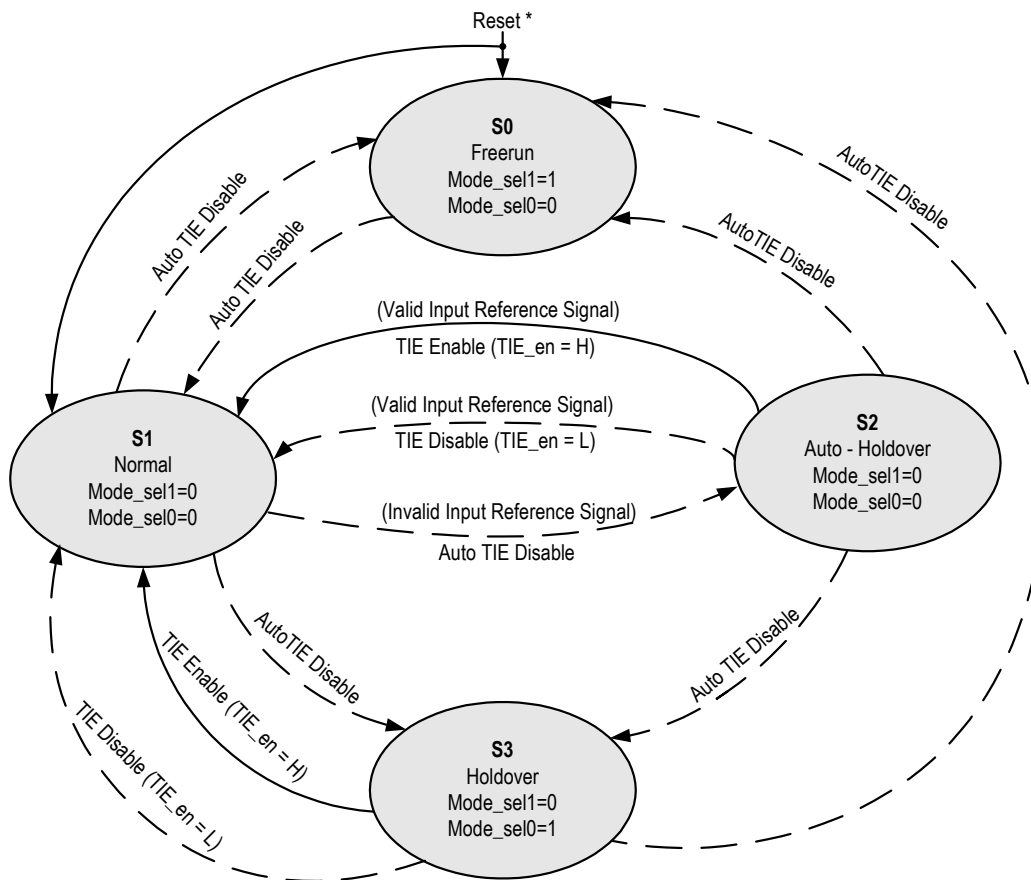 Reset *
S0
Freerun
Mode_sel1=1
Mode_sel0=0
Auto TIE Disable
Auto TIE Disable
AutoTIE Disable
AutoTIE Disable
(Valid Input Reference Signal)
TIE Enable (TIE_en = H)
(Valid Input Reference Signal)
TIE Disable (TIE_en = L)
(Invalid Input Reference Signal)
Auto TIE Disable
S1
Normal
Mode_sel1=0
Mode_sel0=0
S2
Auto - Holdover
Mode_sel1=0
Mode_sel0=0
AutoTIE Disable
Auto TIE Disable
TIE Enable (TIE_en = H)
TIE Disable (TIE_en = L)
S3
Holdover
Mode_sel1=0
Mode_sel0=1